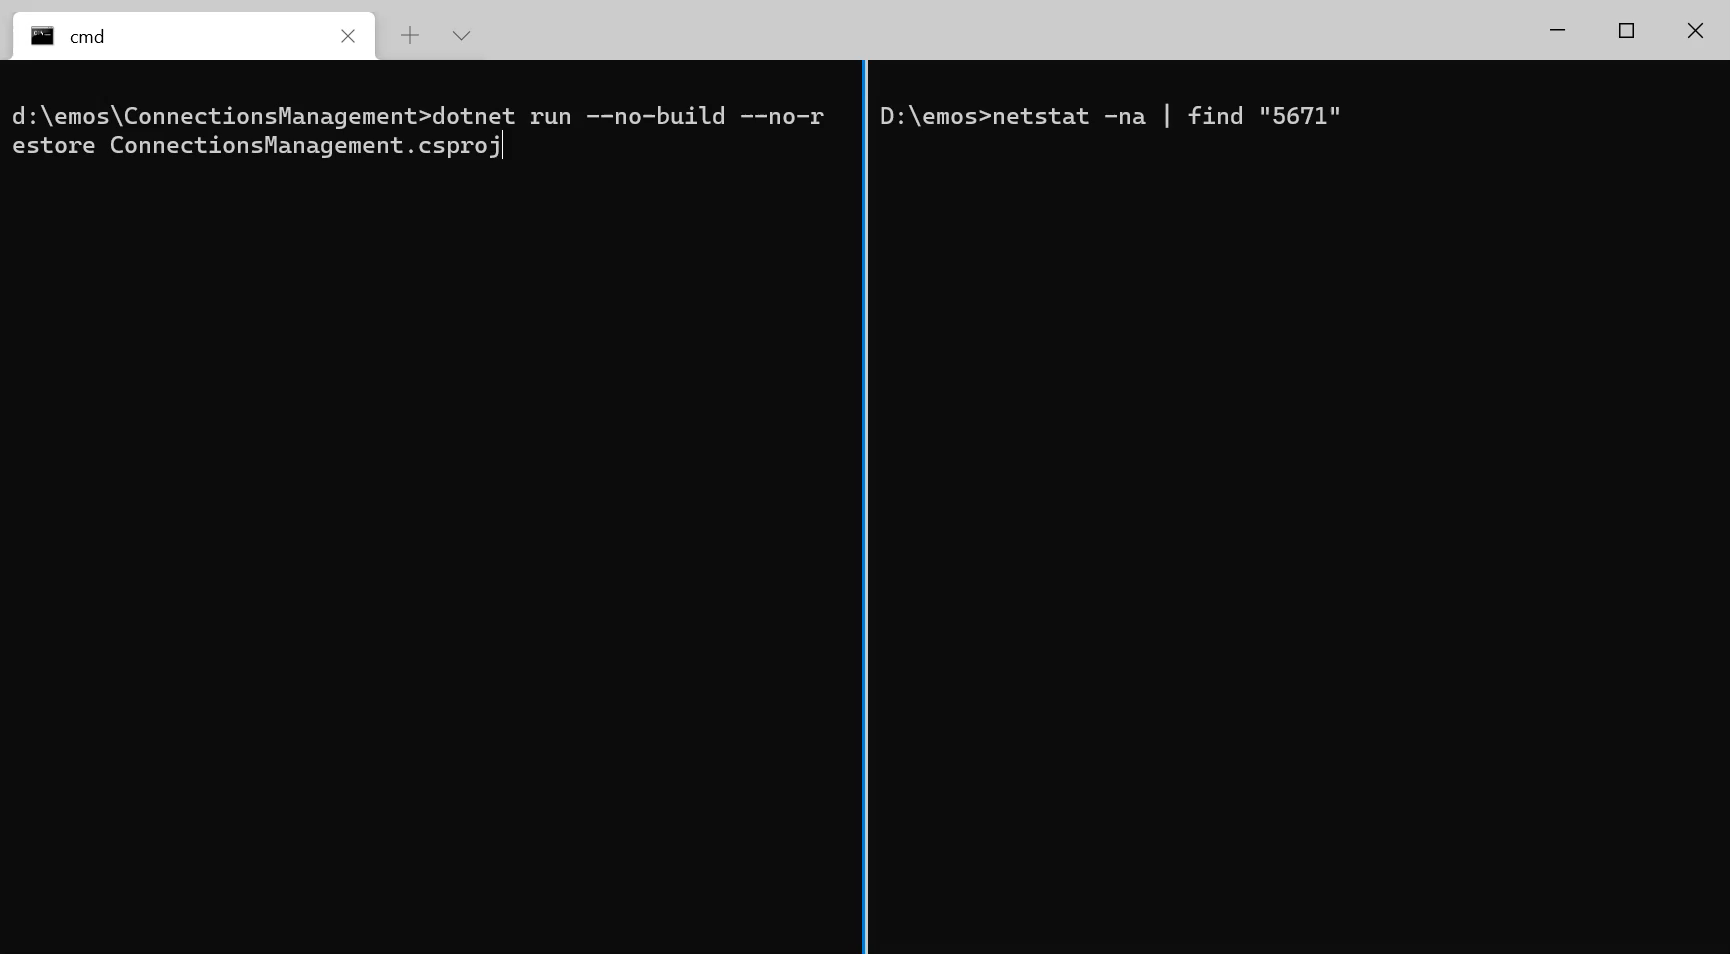 cmd
d:\emos\ConnectionsManagement>dotnet run --no-build --no-r
estore ConnectionsManagement.csproj
D:\emos>netstat -na | find "5671"